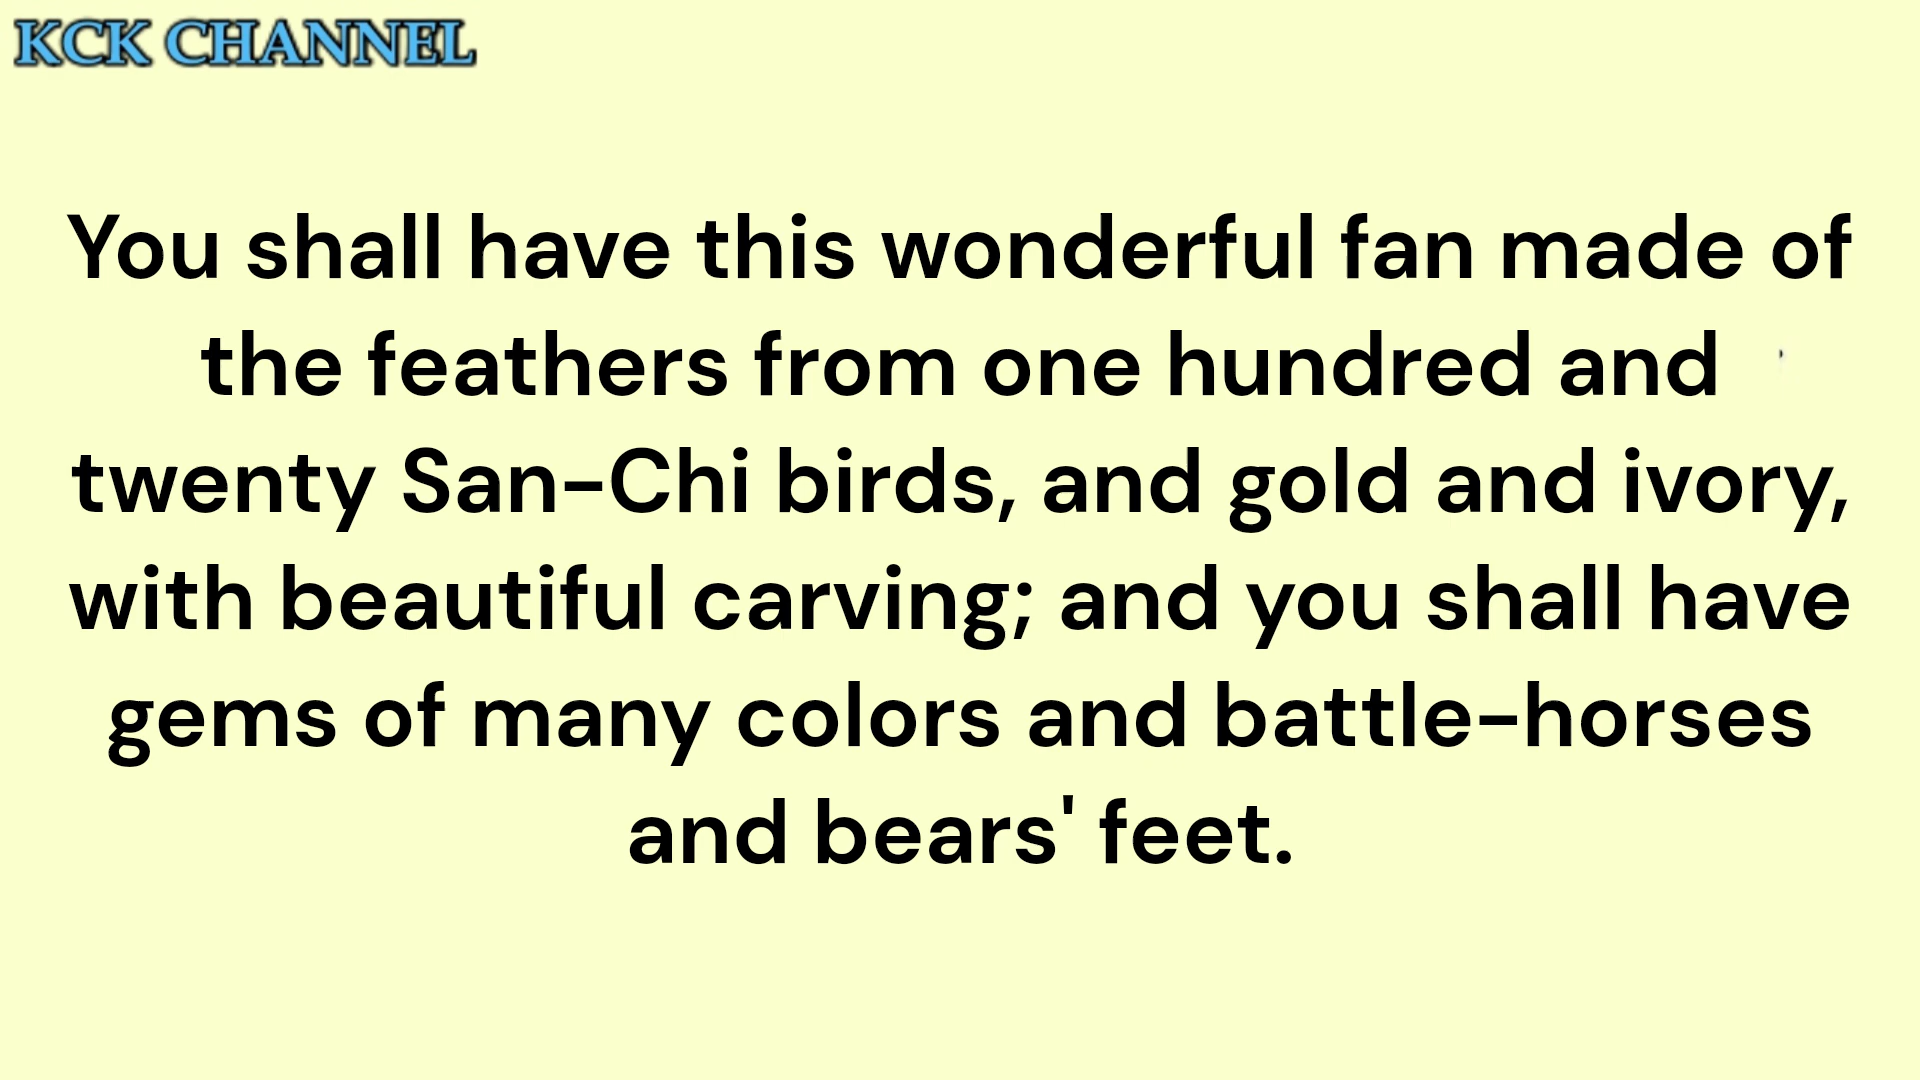 KCK CHANNEL
You shall have this wonderful fan made of
the feathers from one hundred and
twenty San-Chi birds, and gold and ivory,
with beautiful carving; and you shall have
gems of many colors and battle-horses
and bears' feet.